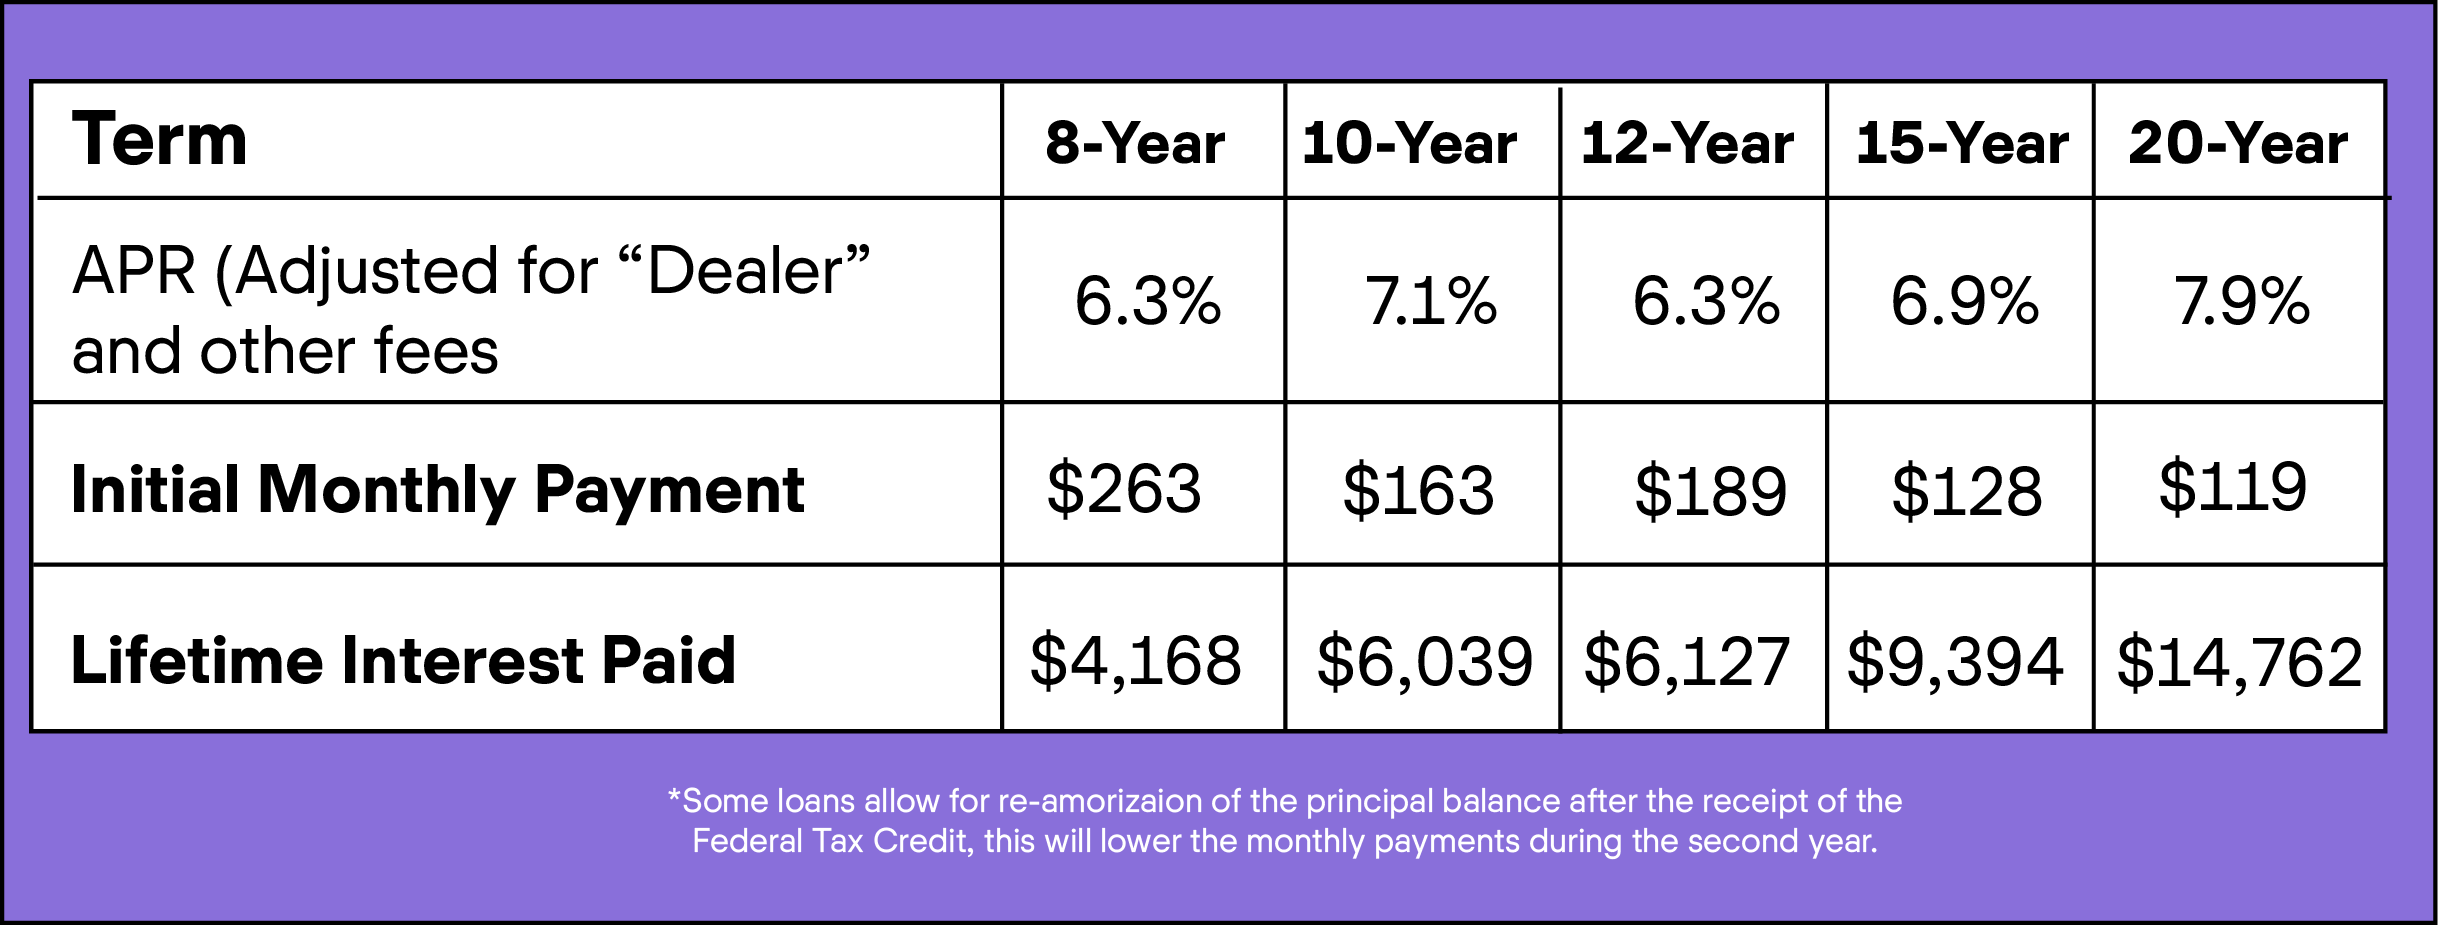 Term 8-Year 10-Year 12-Year 15-Year 20-Year
APR (Adjusted for “Dealer”
and other fees 6.3% 7.1% 6.3% 6.9% 7.9%
Initial Monthly Payment $263 $163 $189 $128 $119
Lifetime Interest Paid $4,168 $6,039 $6,127 $9,394 $14,762
*Some loans allow for re-amorizaion of the principal balance after the receipt of the
Federal Tax Credit, this will lower the monthly payments during the second year.